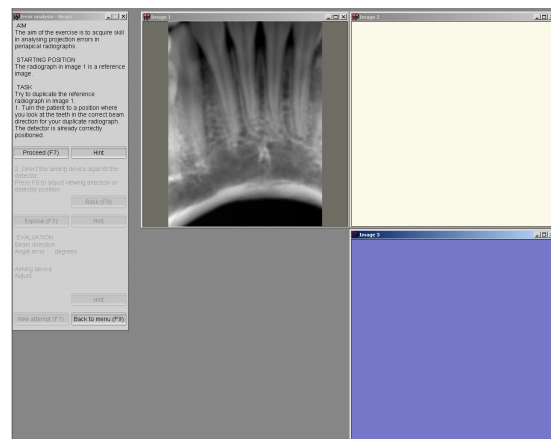 Error analysis - Beam
AIM
The aim of the exercise is to acquire skill
in analysing projection errors in
periapical radiographs.
STARTING POSITION
The radiograph in Image 1 is a reference
image.
TASK
Try to duplicate the
reference
radiograph in Image 1.
1. Turn the patient to a position where
you look at the teeth in the correct beam
direction for your duplicate radiograph.
The detector is already correctly
positioned.
Proceed (F7)
Hint
2. Direct the aiming device against the
detector.
Press F8 to adjust viewing direction or
detector position.
Back (F8)
Expose (F7)
Hint
EVALUATION
Beam direction
Angle error ... degrees
Aiming device
Adjust
Hint
New attempt (F7)
Back to menu (F9)
Image 1
Image 2
Image 3